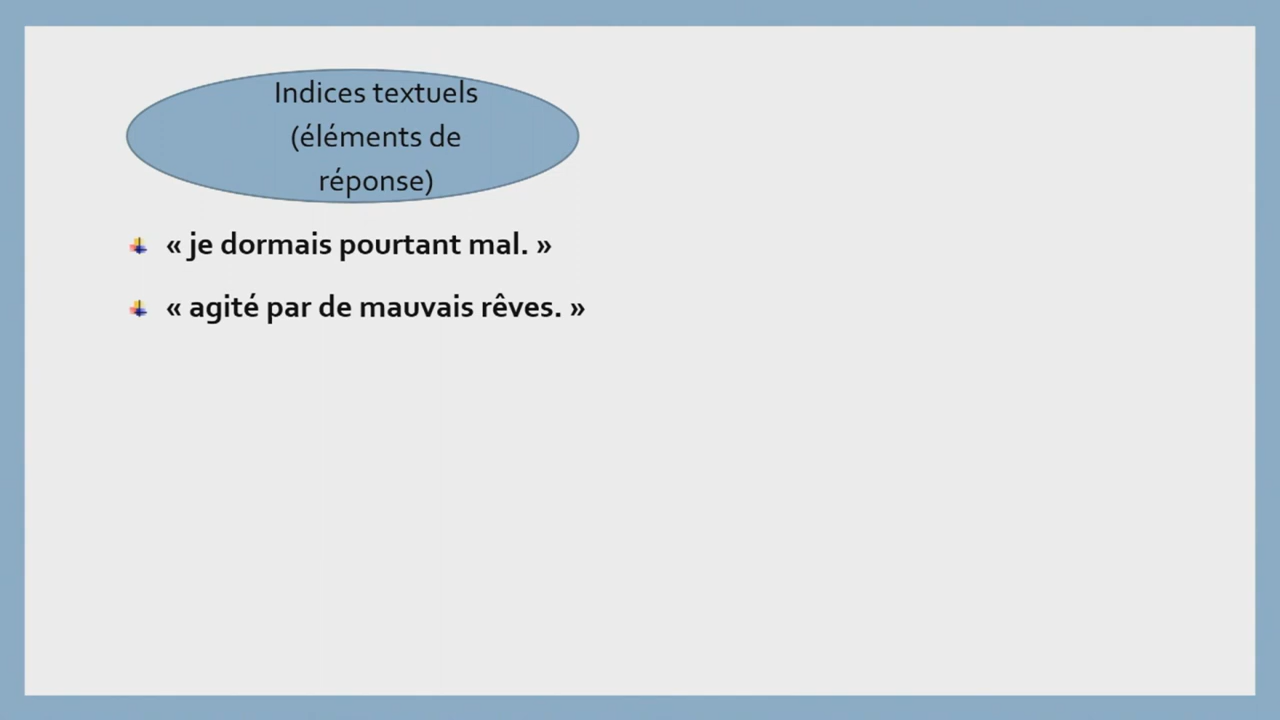 Indices textuels
(éléments de
réponse)
« je dormais pourtant mal. »
« agité par de mauvais rêves. »